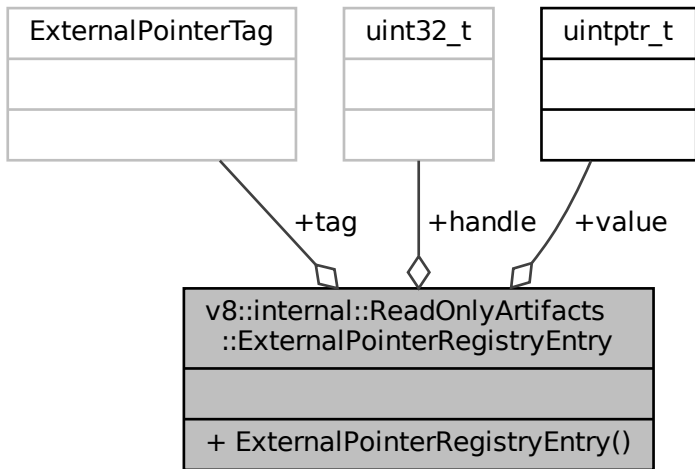 ExternalPointerTag
uint32_t
uintptr_t
+tag
+handle
+value
v8::internal::ReadOnlyArtifacts
::ExternalPointerRegistryEntry
+ ExternalPointerRegistryEntry()